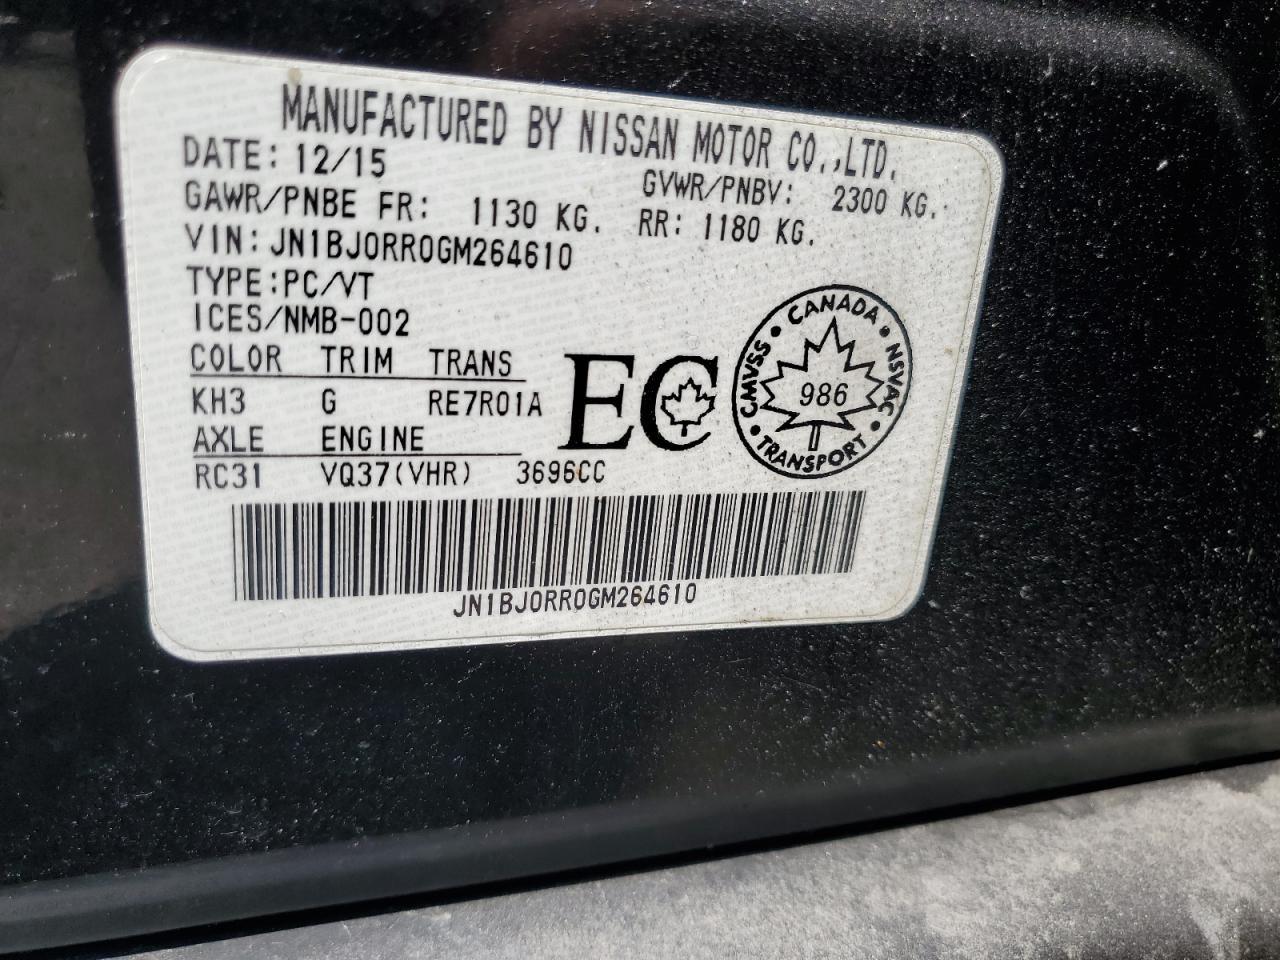 MANUFACTURED BY NISSAN MOTOR CO.,LTD.
DATE: 12/15 GVWR/PNBV: 2300 KG.
GAWR/PNBE FR: 1130 KG. RR: 1180 KG.
VIN: JN1BJ0RR0GM264610
TYPE:PC/VT
ICES/NMB-002
COLOR TRIM TRANS
KH3 G RE7R01A
AXLE ENGINE
RC31 VQ37(VHR) 3696CC
EC
CANADA • NSVAC • TRANSPORT • CMVSS •
986
JN1BJ0RR0GM264610